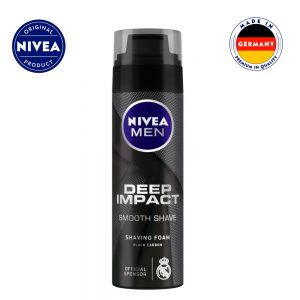 ORIGINAL
NIVEA
PRODUCT
MADE IN
GERMANY
PREMIUM QUALITY
NIVEA
MEN
DEEP
IMPACT
SMOOTH SHAVE
SHAVING FOAM
BLACK CARBON
OFFICIAL
SPONSOR